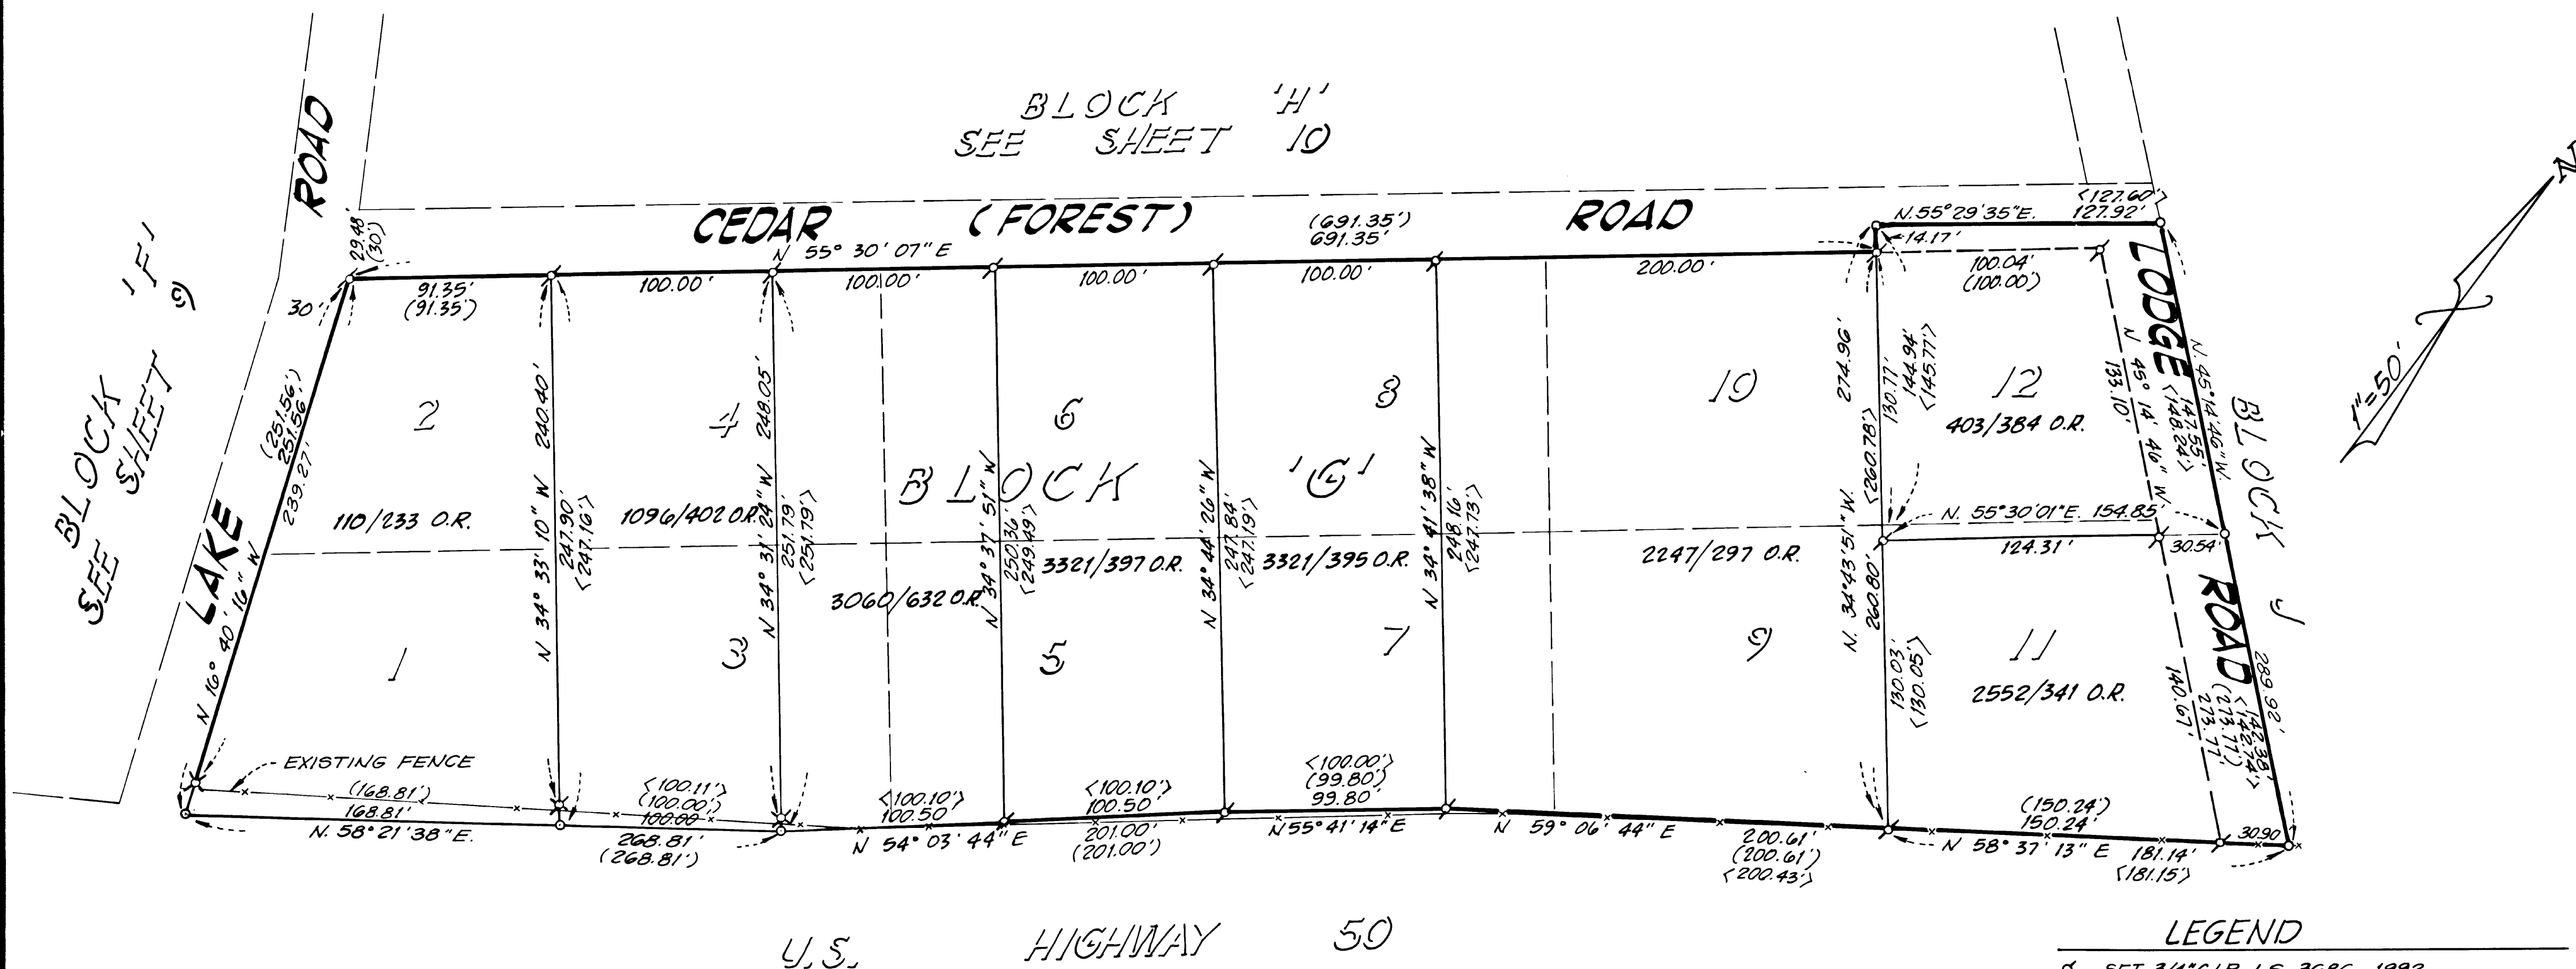 BLOCK 'H'
SEE SHEET 10
BLOCK 'F'
SEE SHEET 9
ROAD
LAKE
CEDAR (FOREST) ROAD
(691.35')
691.35'
N 55° 30' 07" E
29.48
(30')
30'
91.35'
(91.35')
100.00'
100.00'
100.00'
100.00'
200.00'
<127.60'>
N.55°29'35"E. 127.92'
14.17'
100.04'
(100.00')
N
1"=50'
(251.56')
251.56'
239.27'
N 16° 40' 16" W
2
110/233 O.R.
1
N 34° 33' 10" W 240.40'
247.90'
<247.16'>
4
1096/402 O.R.
3
N 34° 31' 24" W 248.05'
251.79'
<251.79'>
BLOCK 'G'
3060/632 O.R.
N 34° 37' 51" W
250.36'
<249.49'>
6
3321/397 O.R.
5
N 34° 44' 26" W
247.84'
<247.19'>
8
3321/395 O.R.
7
N 34° 41' 38" W
248.16'
<247.73'>
10
2247/297 O.R.
9
274.96'
<260.78'>
N. 34°43'51" W.
260.80'
130.77'
144.94'
<145.77'>
130.03'
<130.05'>
12
403/384 O.R.
N. 55°30'01"E. 154.85'
124.31'
30.54'
11
2552/341 O.R.
LODGE ROAD
N 45° 14' 46" W
133.10'
N. 45°14'46"W.
147.55'
<148.24'>
BLOCK J
289.92'
142.38'
<142.74'>
(273.77')
273.77'
140.67'
EXISTING FENCE
(168.81')
168.81'
N. 58°21'38"E.
<100.11'>
(100.00')
100.00
268.81'
(268.81')
<100.10'>
100.50
N 54° 03' 44" E
<100.10'>
100.50'
201.00'
(201.00')
<100.00'>
(99.80')
99.80'
N 55° 41' 14" E
N 59° 06' 44" E
200.61'
(200.61')
<200.43'>
(150.24')
150.24'
30.90
N 58° 37' 13" E 181.14'
<181.15'>
U.S. HIGHWAY 50
LEGEND